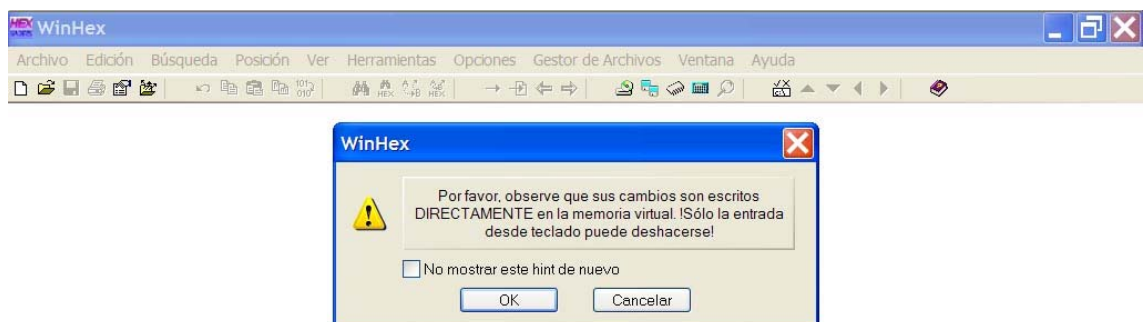 WinHex
Archivo Edición Búsqueda Posición Ver Herramientas Opciones Gestor de Archivos Ventana Ayuda
WinHex
Por favor, observe que sus cambios son escritos
DIRECTAMENTE en la memoria virtual. !Sólo la entrada
desde teclado puede deshacerse!
No mostrar este hint de nuevo
OK Cancelar